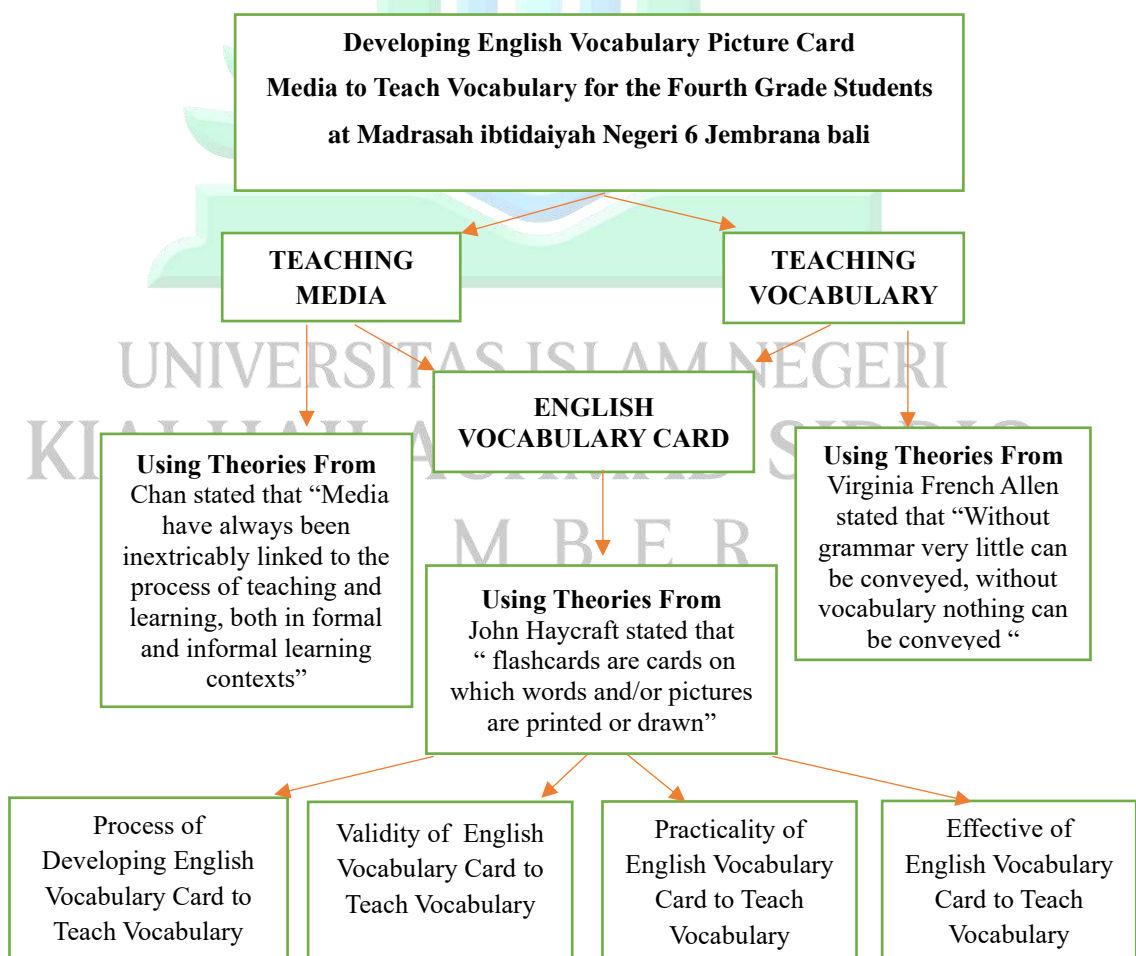 Developing English Vocabulary Picture Card
Media to Teach Vocabulary for the Fourth Grade Students
at Madrasah ibtidaiyah Negeri 6 Jembrana bali
TEACHING
MEDIA
TEACHING
VOCABULARY
UNIVERSITAS ISLAM NEGERI
ENGLISH
VOCABULARY CARD
Using Theories From
Chan stated that “Media
have always been
inextricably linked to the
process of teaching and
learning, both in formal
and informal learning
contexts”
Using Theories From
John Haycraft stated that
“ flashcards are cards on
which words and/or pictures
are printed or drawn”
Using Theories From
Virginia French Allen
stated that “Without
grammar very little can
be conveyed, without
vocabulary nothing can
be conveyed “
M B E R
Process of
Developing English
Vocabulary Card to
Teach Vocabulary
Validity of English
Vocabulary Card to
Teach Vocabulary
Practicality of
English Vocabulary
Card to Teach
Vocabulary
Effective of
English Vocabulary
Card to Teach
Vocabulary